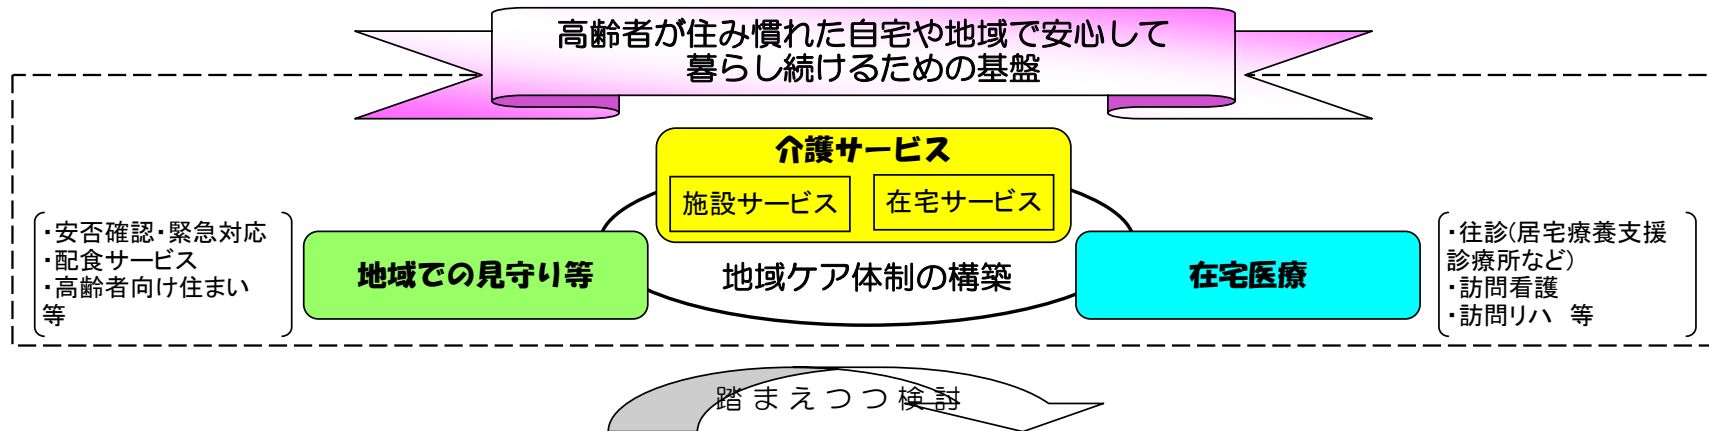 高齢者が住み慣れた自宅や地域で安心して
暮らし続けるための基盤
介護サービス
施設サービス
在宅サービス
・安否確認・緊急対応
・配食サービス
・高齢者向け住まい
等
地域での見守り等
地域ケア体制の構築
在宅医療
・往診(居宅療養支援
診療所など)
・訪問看護
・訪問リハ 等
踏まえつつ検討